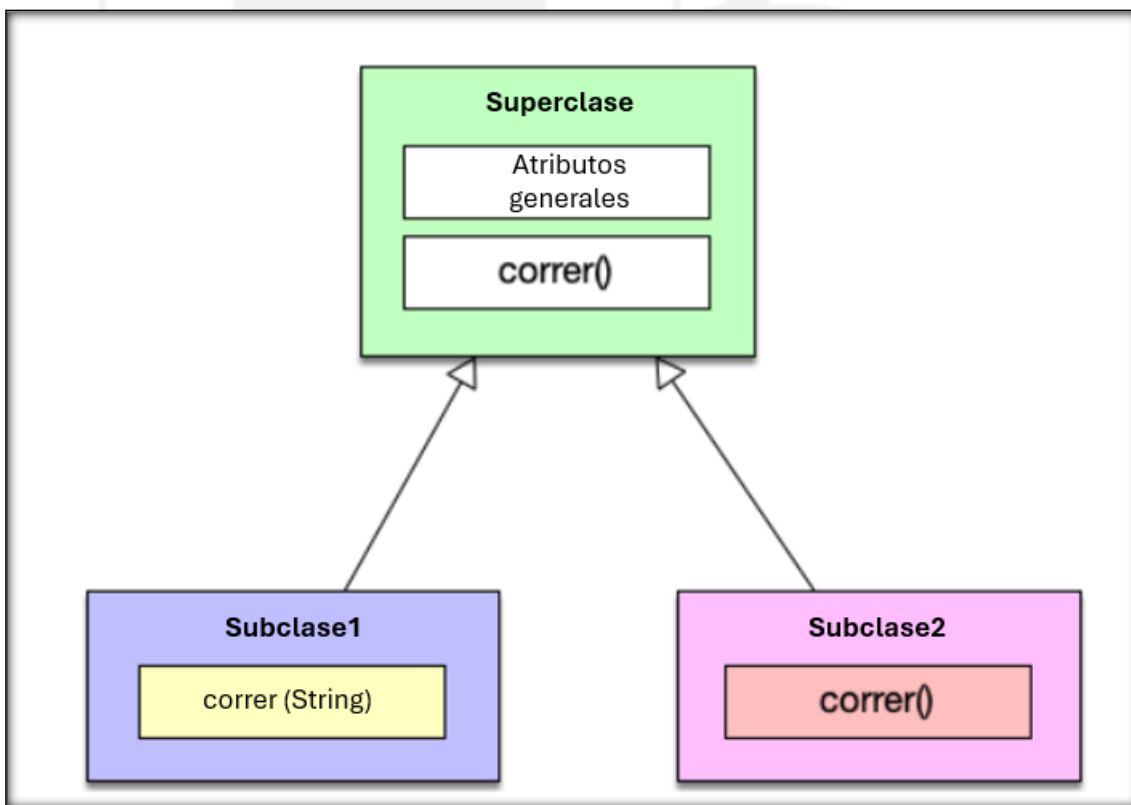 Superclase
Atributos
generales
correr()
Subclase1
correr (String)
Subclase2
correr()